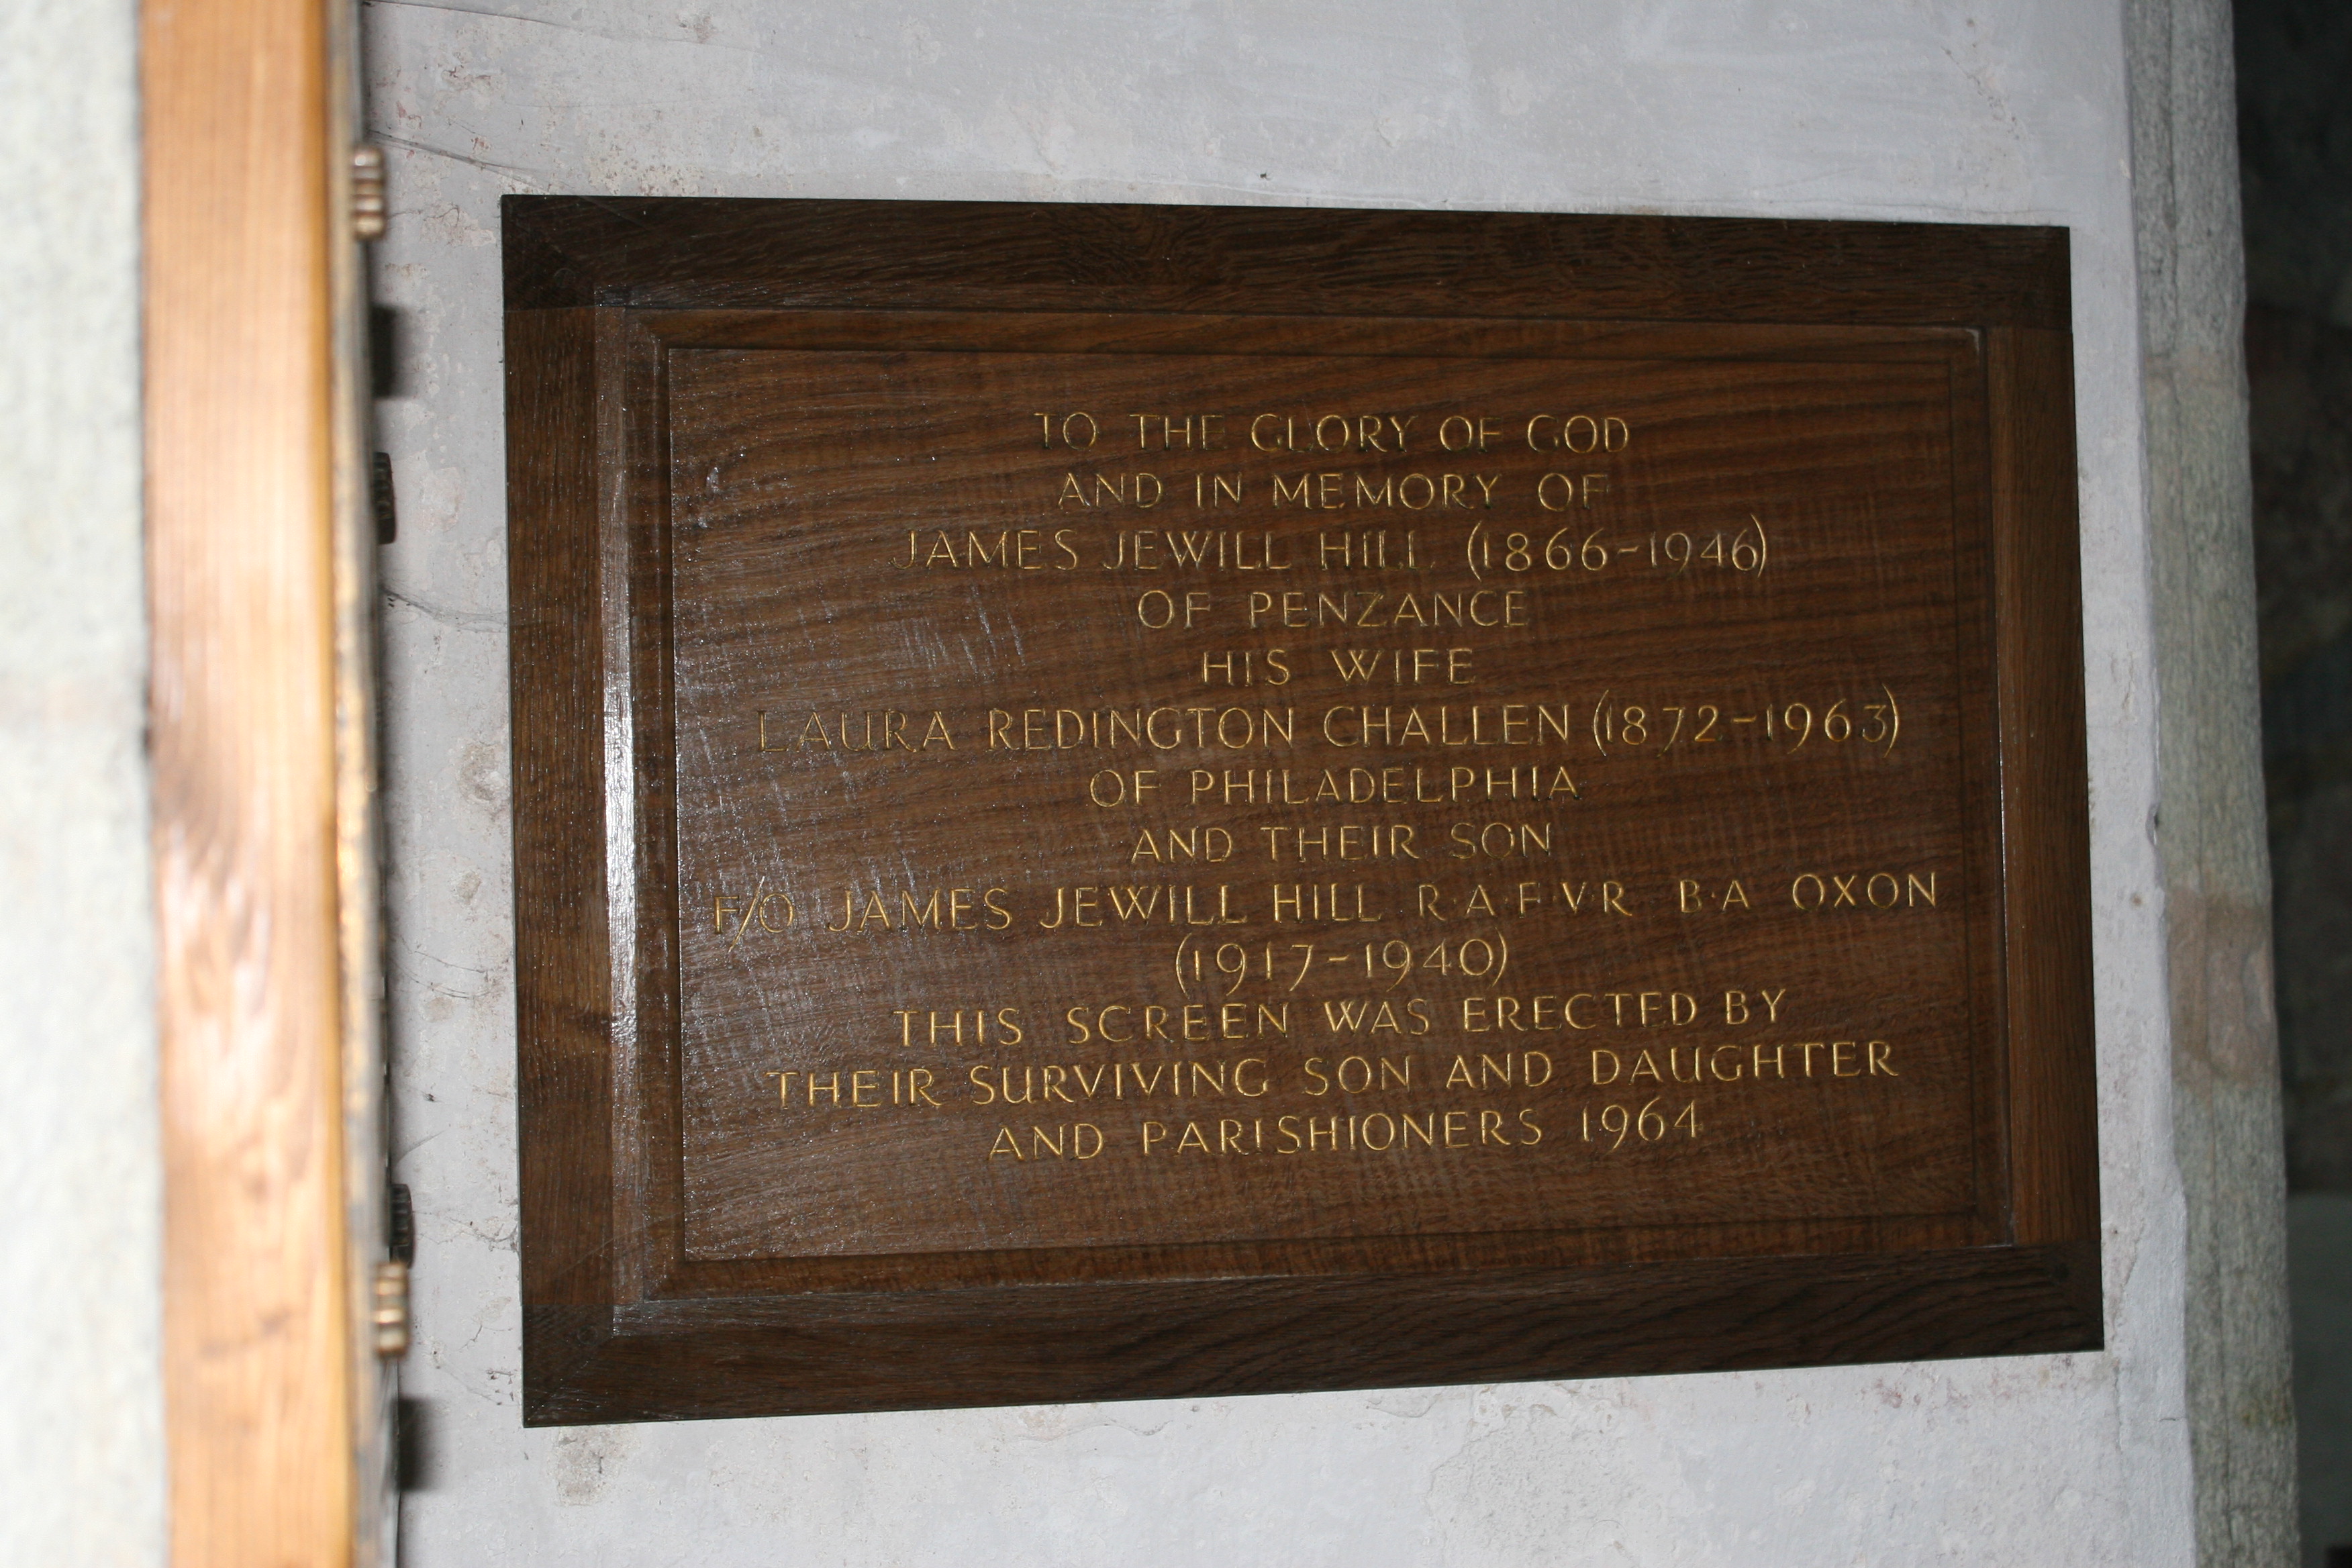 TO THE GLORY OF GOD
AND IN MEMORY OF
JAMES JEWILL HILL (1866-1946)
OF PENZANCE
HIS WIFE
LAURA REDINGTON CHALLEN (1872-1963)
OF PHILADELPHIA
AND THEIR SON
F/O JAMES JEWILL HILL R·A·F·V·R B·A OXON
(1917-1940)
THIS SCREEN WAS ERECTED BY
THEIR SURVIVING SON AND DAUGHTER
AND PARISHIONERS 1964